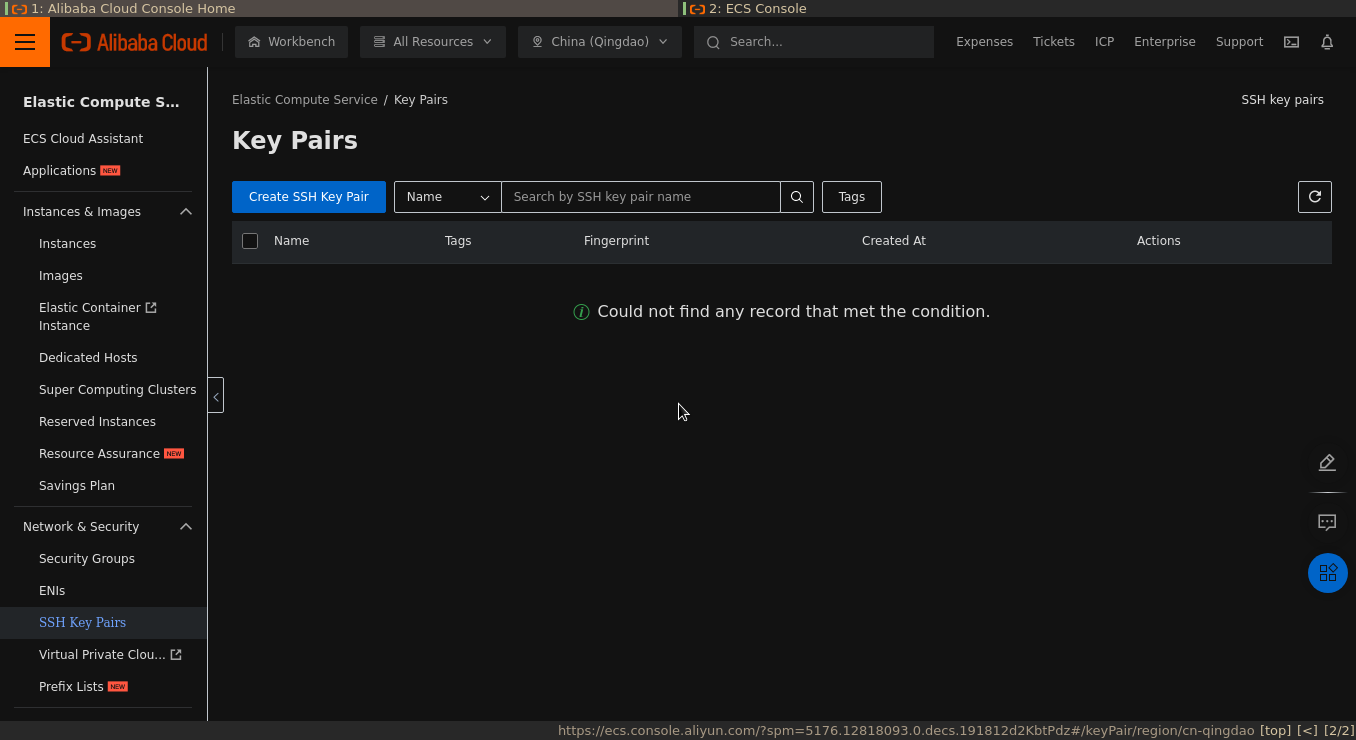 1: Alibaba Cloud Console Home
2: ECS Console
Alibaba Cloud
Workbench
All Resources
China (Qingdao)
Search...
Expenses
Tickets
ICP
Enterprise
Support
Elastic Compute S...
ECS Cloud Assistant
Applications NEW
Instances & Images
Instances
Images
Elastic Container
Instance
Dedicated Hosts
Super Computing Clusters
Reserved Instances
Resource Assurance NEW
Savings Plan
Network & Security
Security Groups
ENIs
SSH Key Pairs
Virtual Private Clou...
Prefix Lists NEW
Elastic Compute Service / Key Pairs
SSH key pairs
Key Pairs
Create SSH Key Pair
Name
Search by SSH key pair name
Tags
Name
Tags
Fingerprint
Created At
Actions
Could not find any record that met the condition.
https://ecs.console.aliyun.com/?spm=5176.12818093.0.decs.191812d2KbtPdz#/keyPair/region/cn-qingdao [top] [<] [2/2]